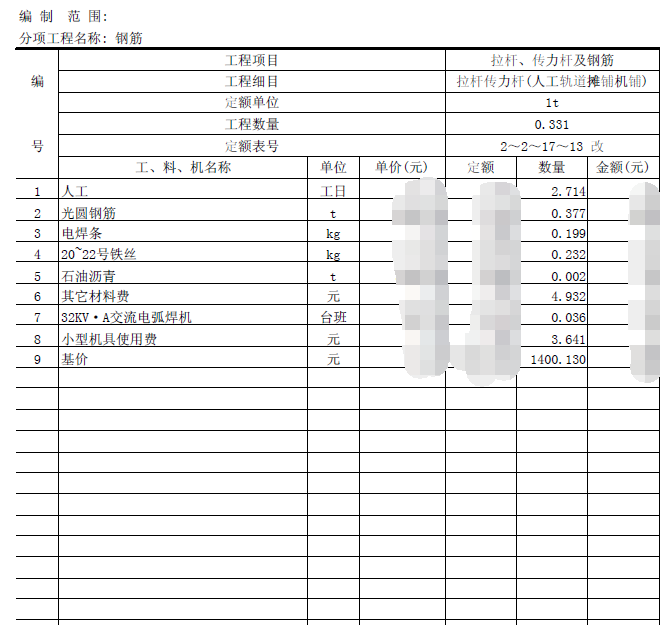 编 制 范 围:
分项工程名称: 钢筋
编号 工程项目 拉杆、传力杆及钢筋
工程细目 拉杆传力杆(人工轨道摊铺机铺)
定额单位 1t
工程数量 0.331
定额表号 2～2～17～13 改
工、料、机名称 单位 单价(元) 定额 数量 金额(元)
1 人工 工日 2.714
2 光圆钢筋 t 0.377
3 电焊条 kg 0.199
4 20~22号铁丝 kg 0.232
5 石油沥青 t 0.002
6 其它材料费 元 4.932
7 32KV·A交流电弧焊机 台班 0.036
8 小型机具使用费 元 3.641
9 基价 元 1400.130